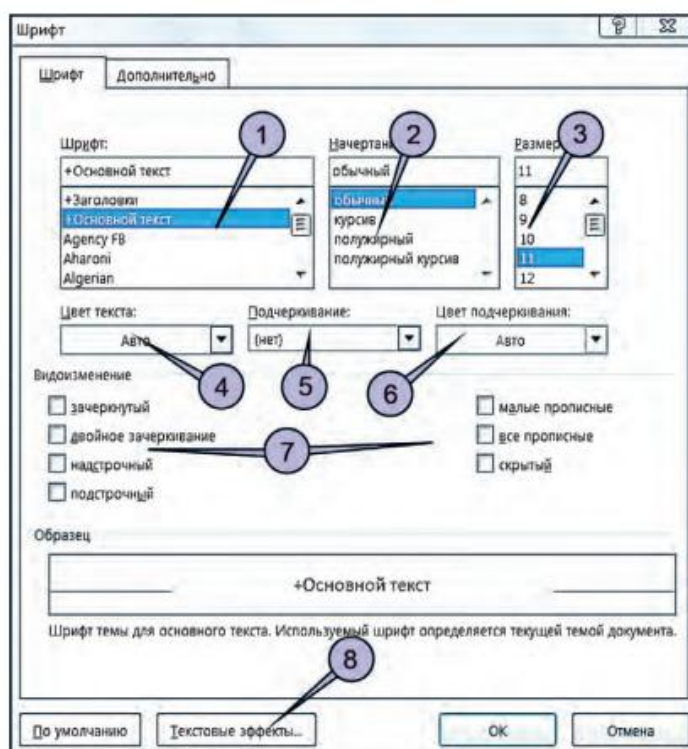 Шрифт
Шрифт Дополнительно
1 2 3
Шрифт: Начертани Размер
+Основной текст обычный 11
+Заголовки обычный 8
+Основной текст курсив 9
Agency FB полужирный 10
Aharoni полужирный курсив 11
Algerian 12
Цвет текста: Подчеркивание: Цвет подчеркивания:
Авто (нет) Авто
4 5 6
Видоизменение
зачеркнутый малые прописные
двойное зачеркивание все прописные
7
надстрочный скрытый
подстрочный
Образец
+Основной текст
Шрифт темы для основного текста. Используемый шрифт определяется текущей темой документа.
8
По умолчанию Текстовые эффекты... ОК Отмена